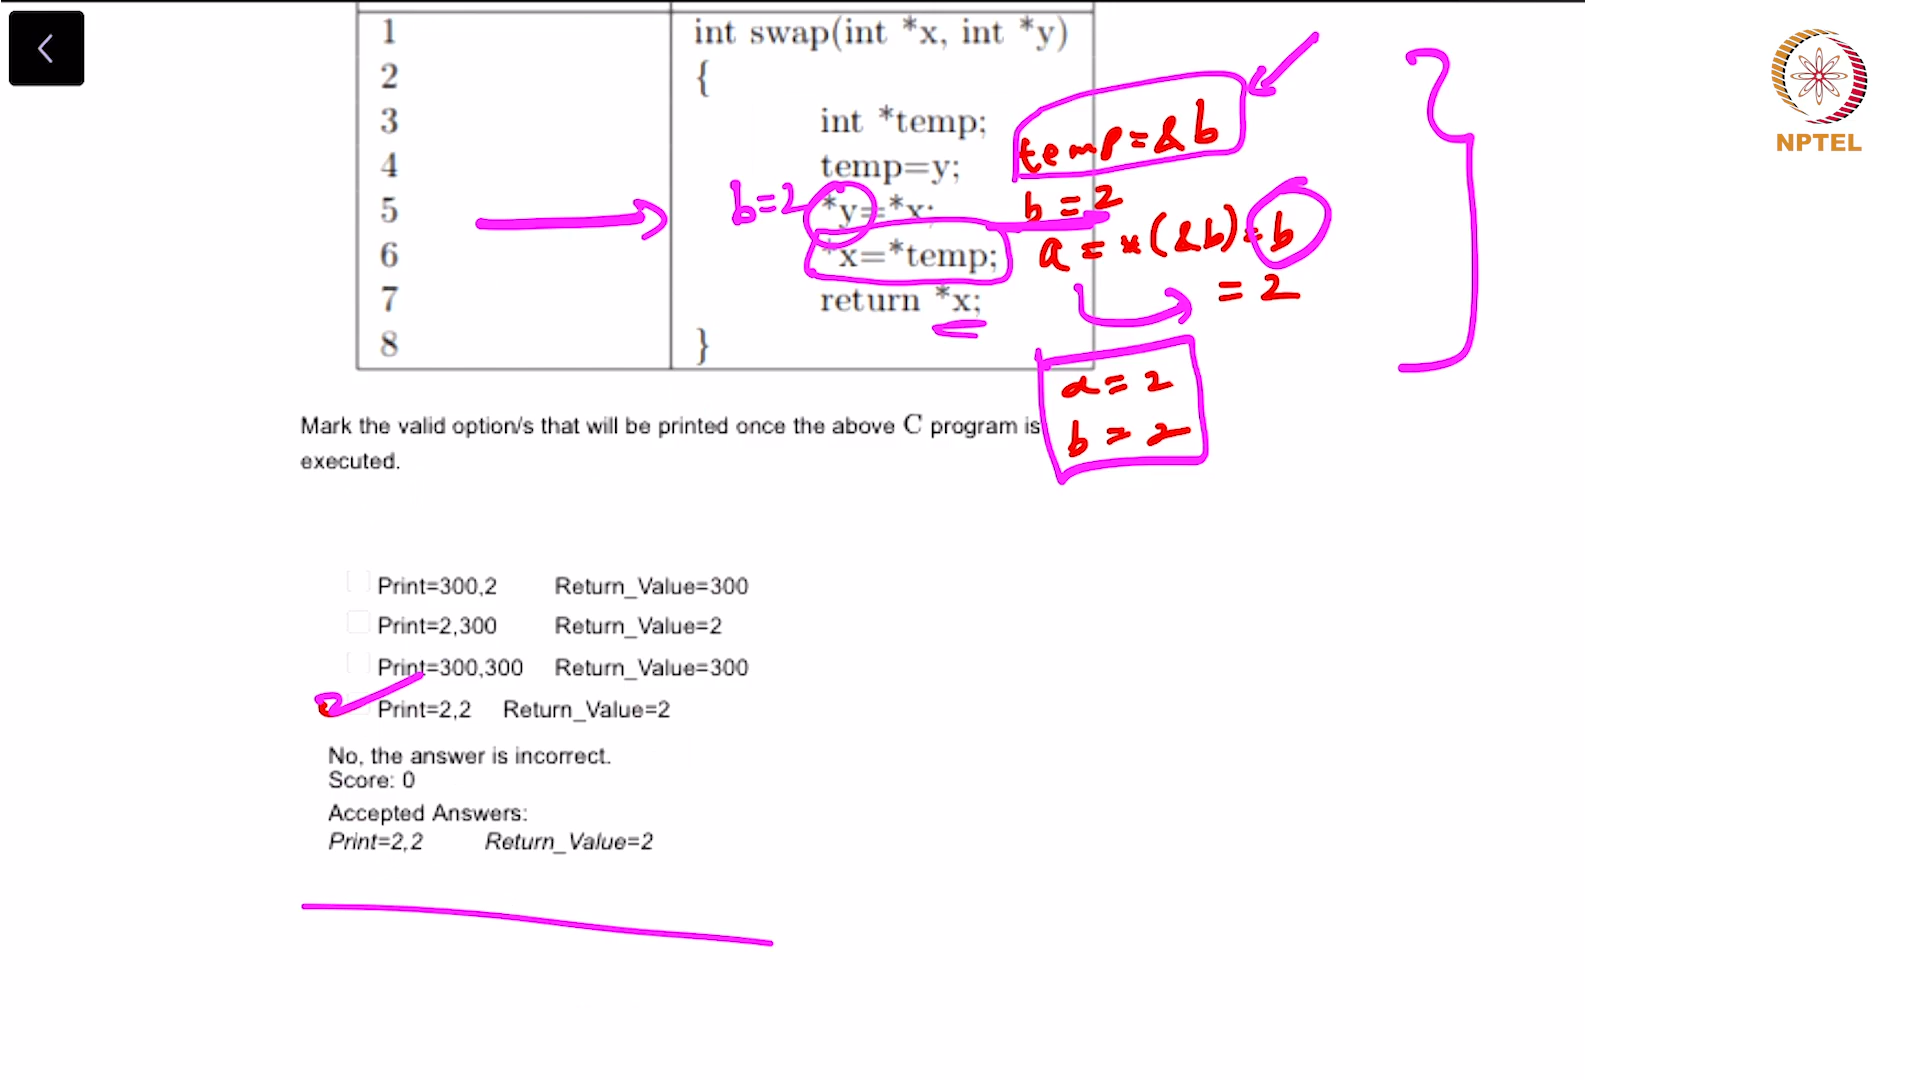 1 int swap(int *x, int *y)
2 {
3 int *temp; temp=&b
4 temp=y;
5 b=2 *y=*x; b=2
6 *x=*temp; a=*(&b)=b
=2
7 return *x;
8 }
a=2
b=2
NPTEL
Mark the valid option/s that will be printed once the above C program is
executed.
Print=300,2 Return_Value=300
Print=2,300 Return_Value=2
Print=300,300 Return_Value=300
Print=2,2 Return_Value=2
No, the answer is incorrect.
Score: 0
Accepted Answers:
Print=2,2 Return_Value=2